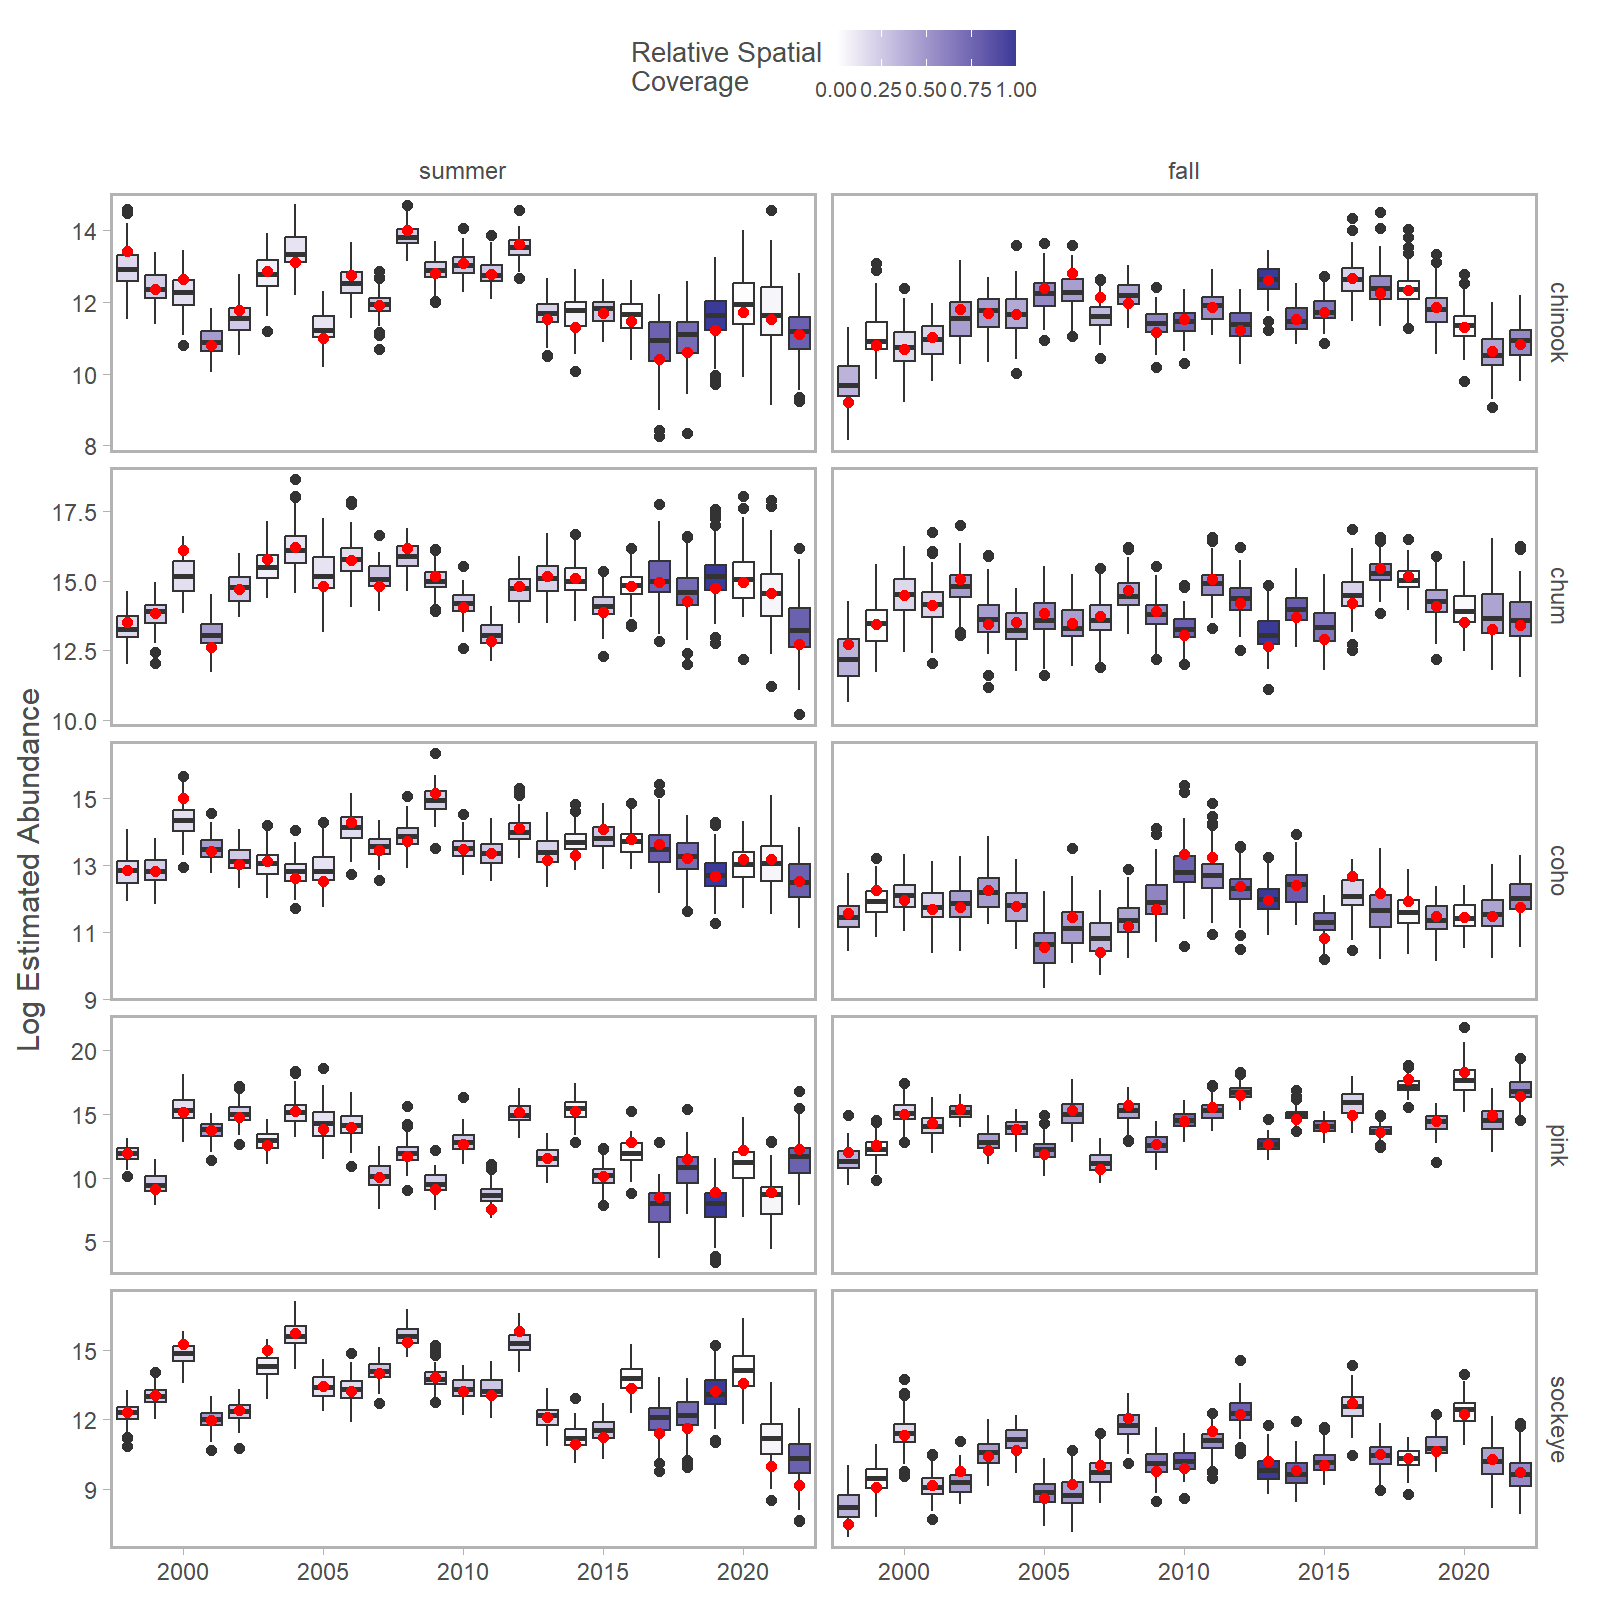 Relative Spatial
Coverage
0.00 0.25 0.50 0.75 1.00
summer fall
14
12
10
8
chinook
17.5
15.0
12.5
10.0
chum
15
13
11
9
coho
20
15
10
5
pink
15
12
9
sockeye
Log Estimated Abundance
2000 2005 2010 2015 2020 2000 2005 2010 2015 2020